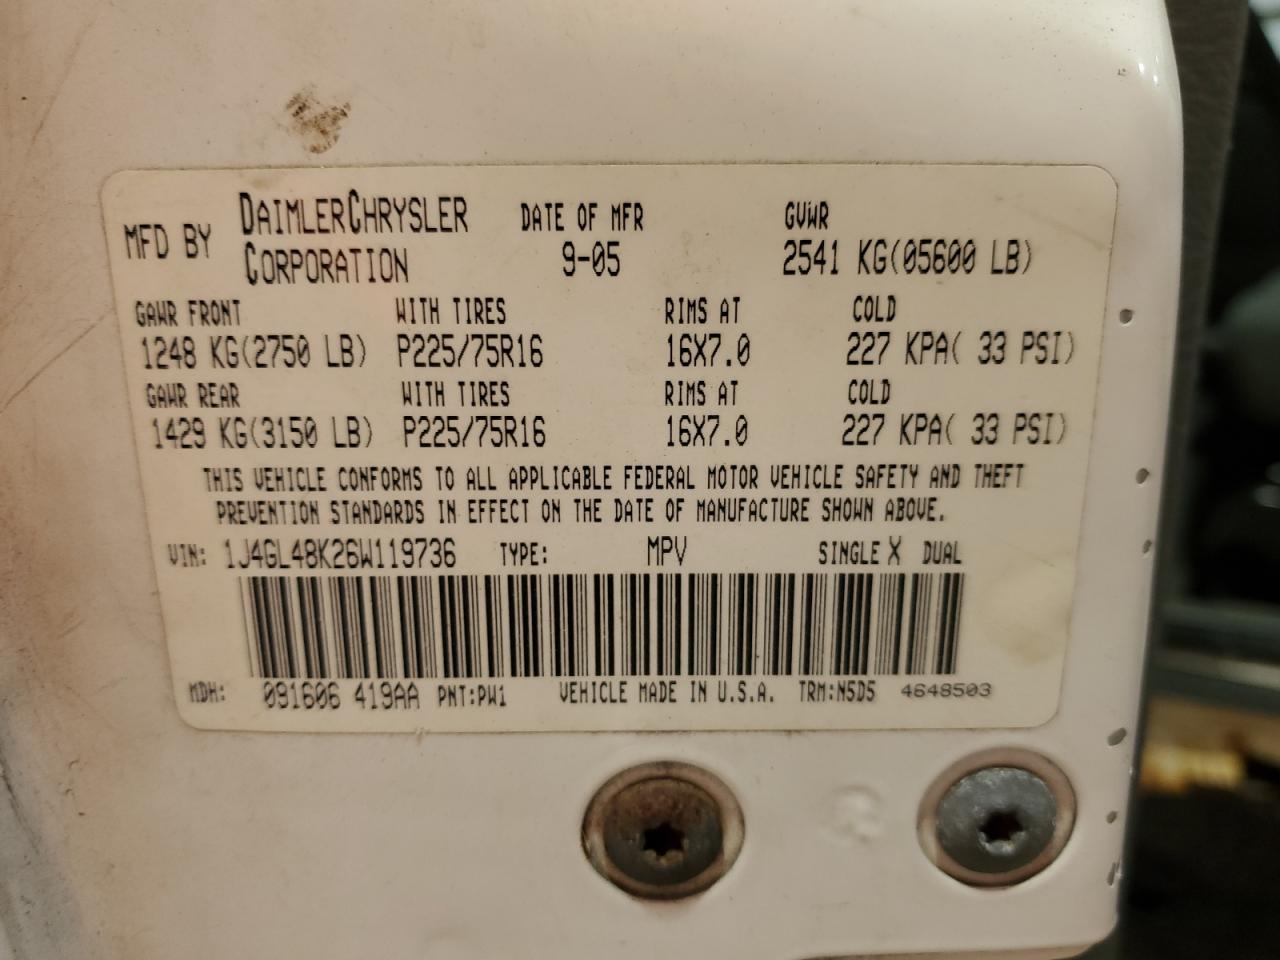 MFD BY DAIMLERCHRYSLER CORPORATION DATE OF MFR 9-05 GVWR 2541 KG(05600 LB)
GAWR FRONT WITH TIRES RIMS AT COLD
1248 KG(2750 LB) P225/75R16 16X7.0 227 KPA( 33 PSI)
GAWR REAR WITH TIRES RIMS AT COLD
1429 KG(3150 LB) P225/75R16 16X7.0 227 KPA( 33 PSI)
THIS VEHICLE CONFORMS TO ALL APPLICABLE FEDERAL MOTOR VEHICLE SAFETY AND THEFT
PREVENTION STANDARDS IN EFFECT ON THE DATE OF MANUFACTURE SHOWN ABOVE.
VIN: 1J4GL48K26W119736 TYPE: MPV SINGLE X DUAL
MDH: 091606 419AA PNT:PW1 VEHICLE MADE IN U.S.A. TRM:N5D5 4648503